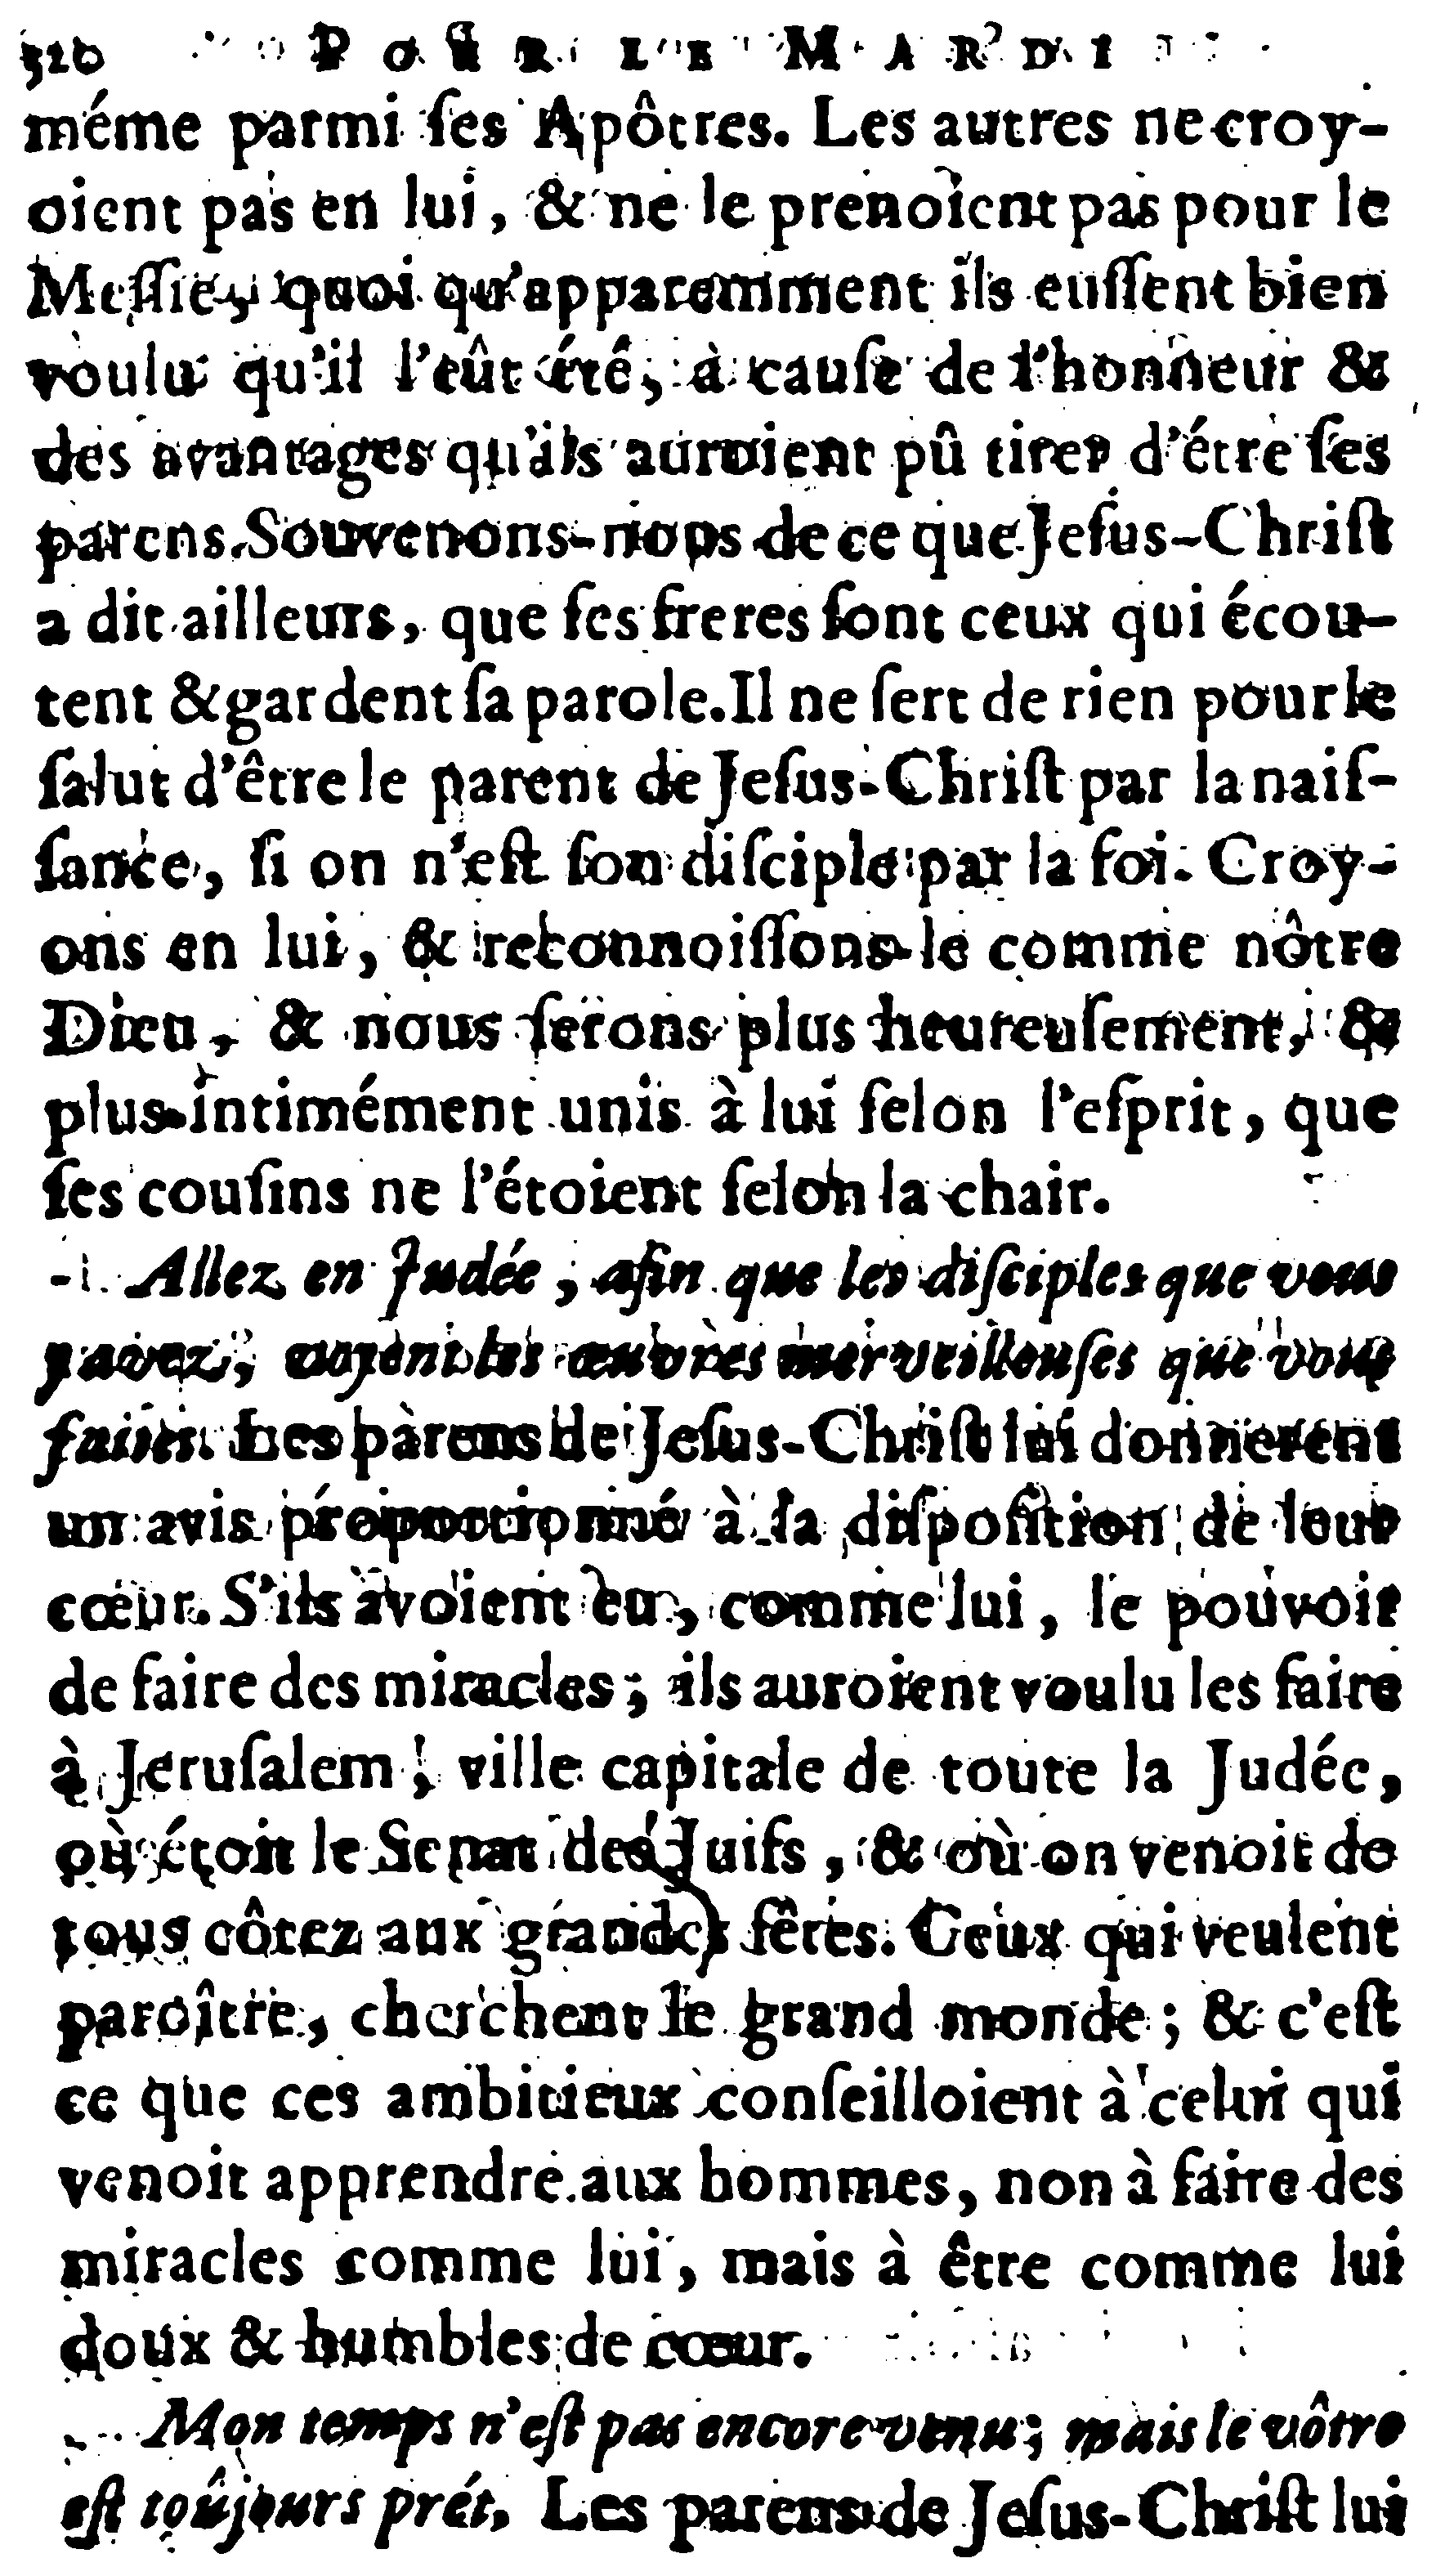 320 POUR LE MARDI
méme parmi ſes Apôtres. Les autres ne croy-
oient pas en lui, & ne le prenoient pas pour le
Meſſie, quoi qu'apparemment ils euſſent bien
voulu qu'il l'eût été, à cauſe de l'honneur &
des avantages qu'ils auroient pû tirer d'étre ſes
parens. Souvenons-nous de ce que Jeſus-Chriſt
a dit ailleurs, que ſes freres ſont ceux qui écou-
tent & gardent ſa parole. Il ne ſert de rien pour le
ſalut d'être le parent de Jeſus-Chriſt par la naiſ-
ſance, ſi on n'eſt ſon diſciple par la foi. Croy-
ons en lui, & reconnoiſſons-le comme nôtre
Dieu, & nous ſerons plus heureuſement, &
plus intimément unis à lui ſelon l'eſprit, que
ſes couſins ne l'étoient ſelon la chair.
Allez en Judée, afin que les diſciples que vous
y avez, voyent les œuvres merveilleuſes que vous
faites. Les parens de Jeſus-Chriſt lui donnerent
un avis proportionné à la diſpoſition de leur
cœur. S'ils avoient eu, comme lui, le pouvoir
de faire des miracles, ils auroient voulu les faire
à Jeruſalem, ville capitale de toute la Judée,
où étoit le Senat des Juifs, & où on venoit de
tous côtez aux grandes fêtes. Ceux qui veulent
paroître, cherchent le grand monde; & c'eſt
ce que ces ambitieux conſeilloient à celui qui
venoit apprendre aux hommes, non à faire des
miracles comme lui, mais à être comme lui
doux & humbles de cœur.
Mon temps n'eſt pas encore venu; mais le vôtre
eſt toûjours prét. Les parens de Jeſus-Chriſt lui